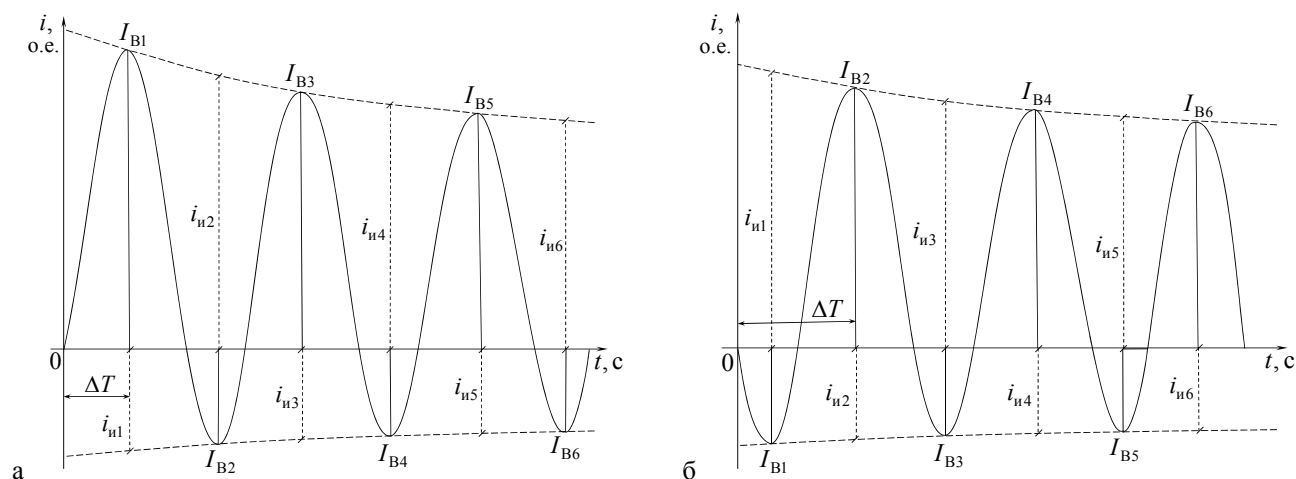 i,
о.е.
I_В1
I_В3
I_В5
i_и2
i_и4
i_и6
0
t, с
ΔT
i_и1
i_и3
i_и5
I_В2
I_В4
I_В6
а
i,
о.е.
I_В2
I_В4
I_В6
i_и1
i_и3
i_и5
ΔT
0
t, с
i_и2
i_и4
i_и6
I_В1
I_В3
I_В5
б